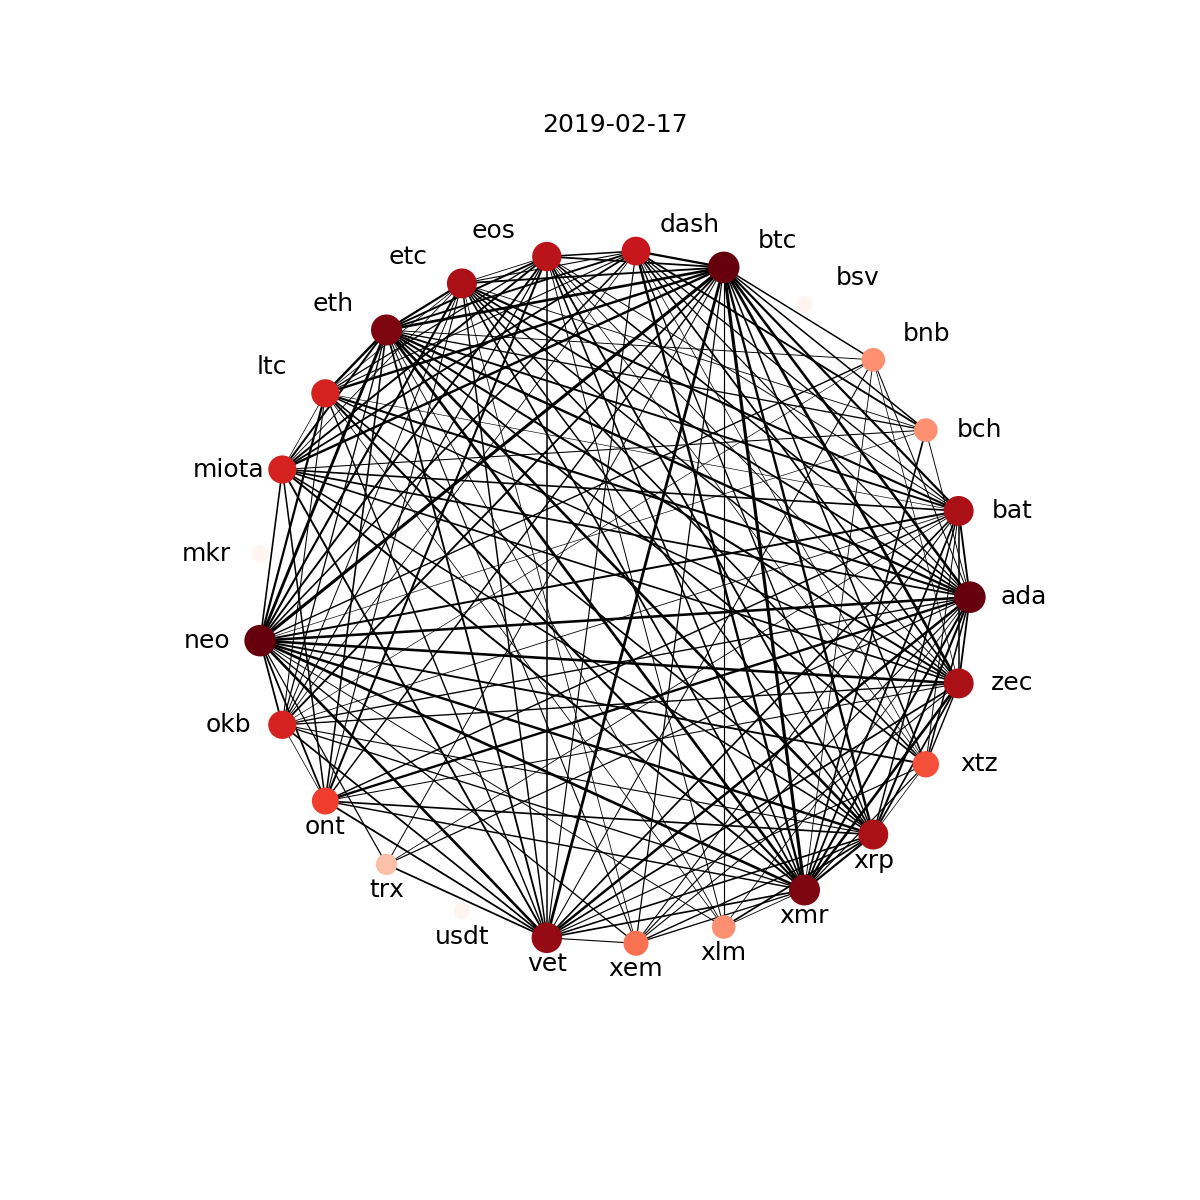 2019-02-17
dash
eos
btc
etc
bsv
eth
bnb
ltc
bch
miota
bat
mkr
ada
neo
zec
okb
xtz
ont
xrp
trx
xmr
usdt
xlm
vet
xem